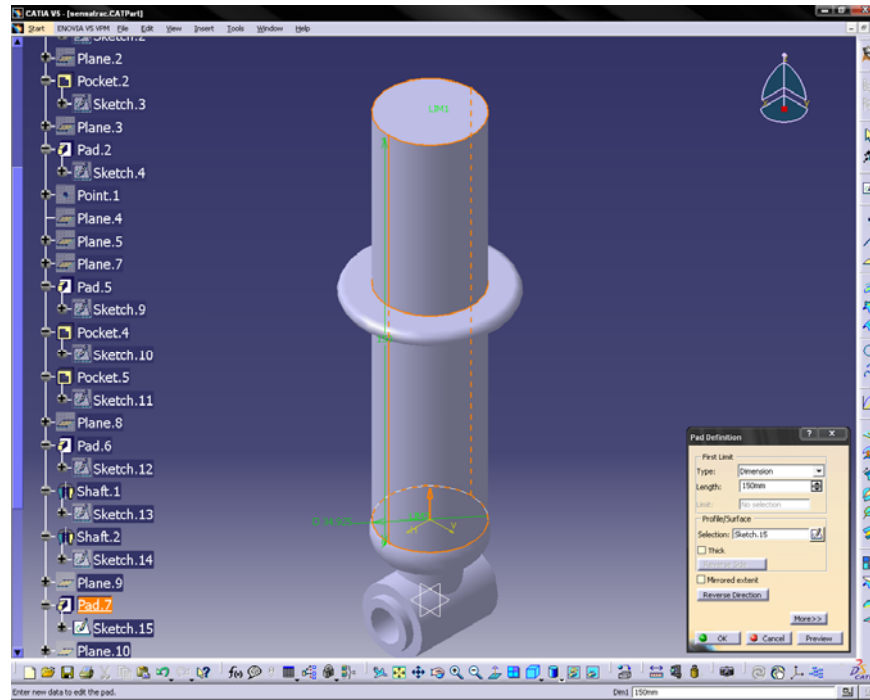 CATIA V5 - [sensatrac.CATPart]
Start ENOVIA V5 VPM File Edit View Insert Tools Window Help
Sketch.2
Plane.2
Pocket.2
Sketch.3
Plane.3
Pad.2
Sketch.4
Point.1
Plane.4
Plane.5
Plane.7
Pad.5
Sketch.9
Pocket.4
Sketch.10
Pocket.5
Sketch.11
Plane.8
Pad.6
Sketch.12
Shaft.1
Sketch.13
Shaft.2
Sketch.14
Plane.9
Pad.7
Sketch.15
Plane.10
LIM1
Pad Definition
First Limit
Type: Dimension
Length: 150mm
Limit: No selection
Profile/Surface
Selection: Sketch.15
Thick
Mirrored extent
Reverse Direction
More>>
OK Cancel Preview
Enter new data to edit the pad.
Dim1 150mm